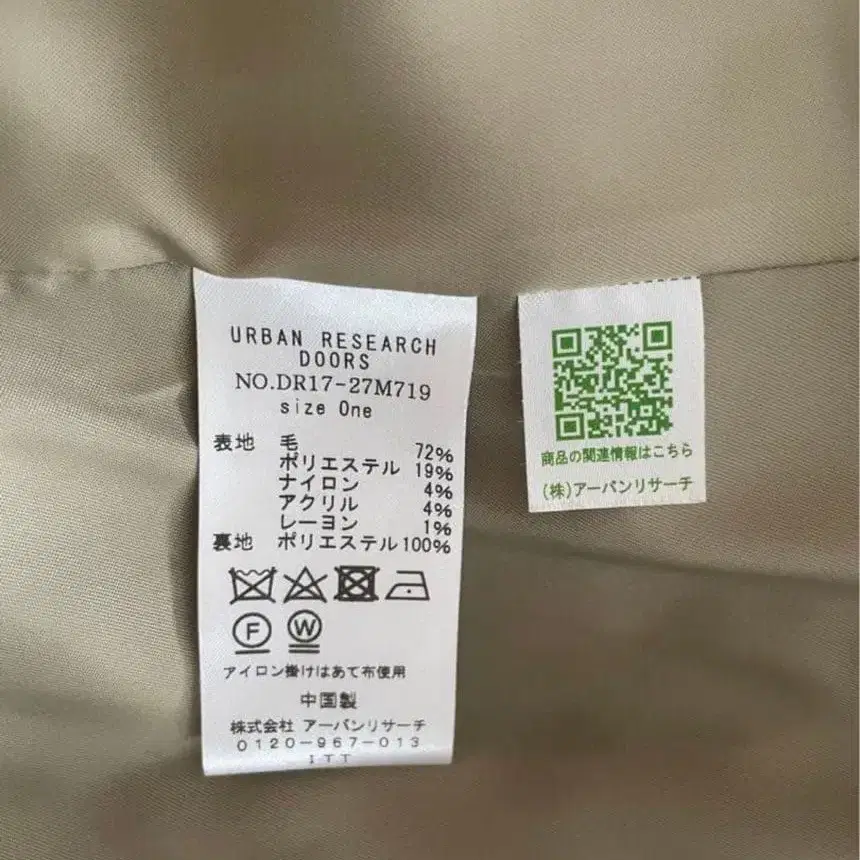 URBAN RESEARCH
DOORS
NO.DR17-27M719
size One
表地 毛 72%
ポリエステル 19%
ナイロン 4%
アクリル 4%
レーヨン 1%
裏地 ポリエステル 100%
F W
アイロン掛けはあて布使用
中国製
株式会社 アーバンリサーチ
0120-967-013
ITT
商品の関連情報はこちら
(株)アーバンリサーチ